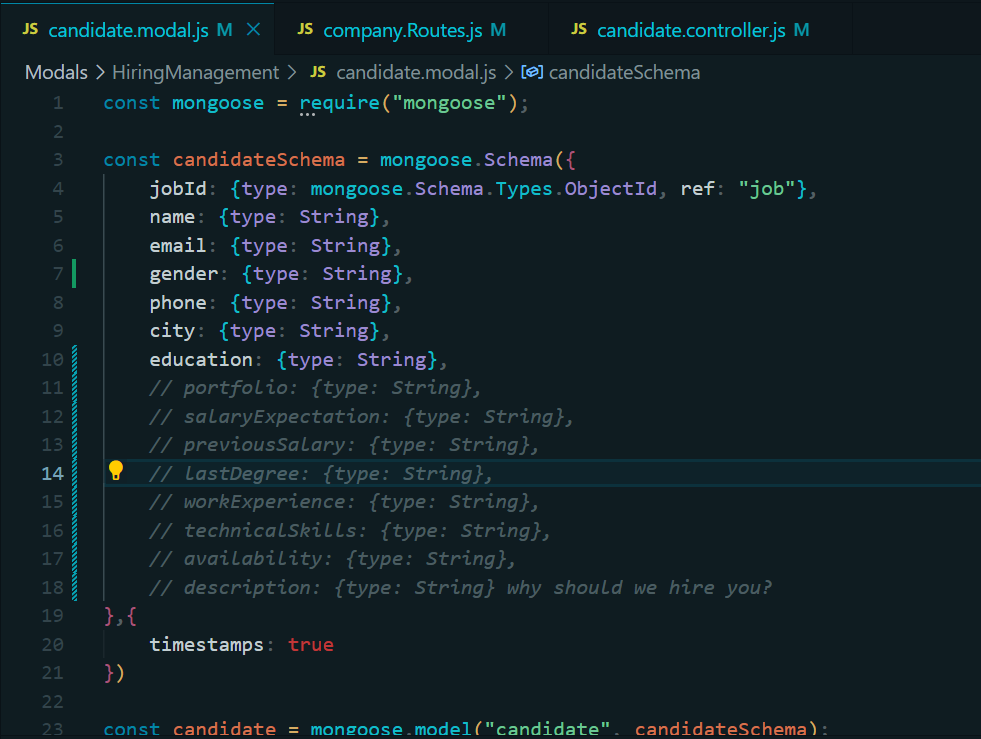 JS candidate.modal.js M × JS company.Routes.js M JS candidate.controller.js M
Modals > HiringManagement > JS candidate.modal.js > candidateSchema
1 const mongoose = require("mongoose");
2
3 const candidateSchema = mongoose.Schema({
4 jobId: {type: mongoose.Schema.Types.ObjectId, ref: "job"},
5 name: {type: String},
6 email: {type: String},
7 gender: {type: String},
8 phone: {type: String},
9 city: {type: String},
10 education: {type: String},
11 // portfolio: {type: String},
12 // salaryExpectation: {type: String},
13 // previousSalary: {type: String},
14 // lastDegree: {type: String},
15 // workExperience: {type: String},
16 // technicalSkills: {type: String},
17 // availability: {type: String},
18 // description: {type: String} why should we hire you?
19 },{
20 timestamps: true
21 })
22
23 const candidate = mongoose.model("candidate", candidateSchema);